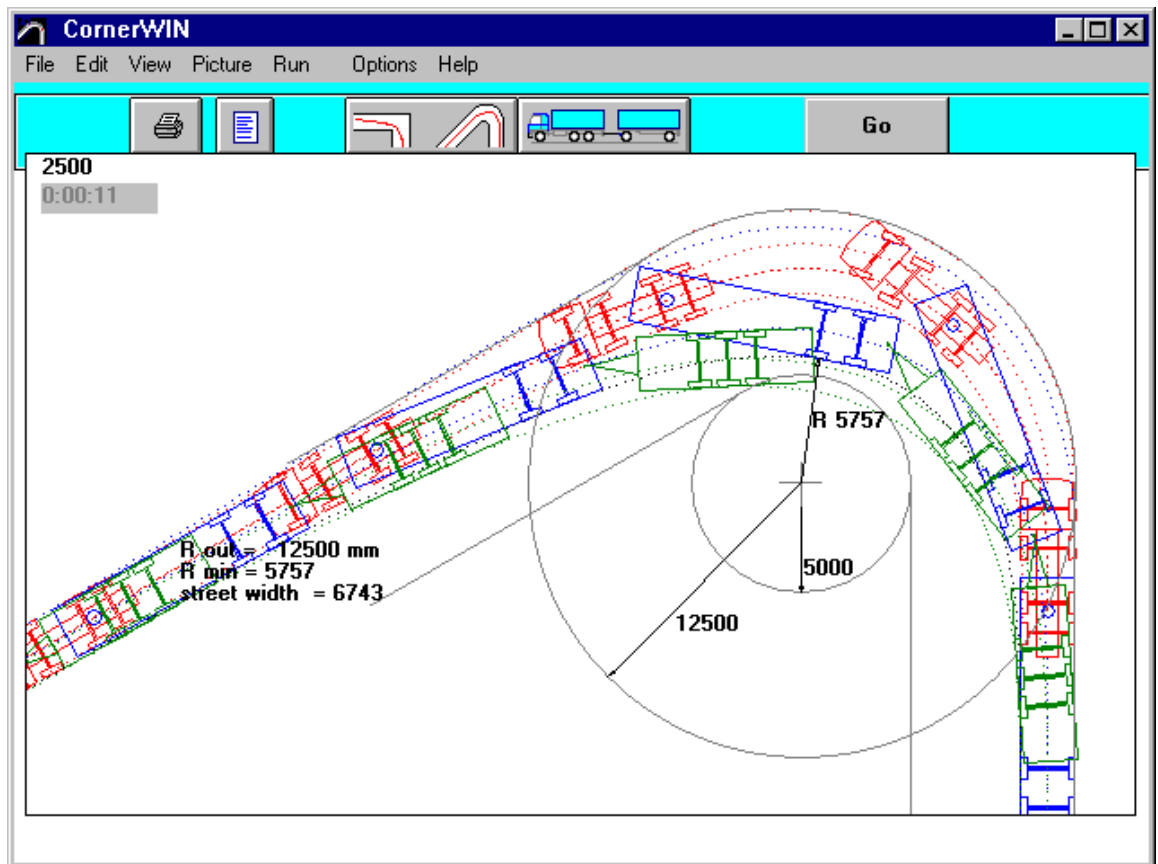 CornerWIN
File Edit View Picture Run Options Help
Go
2500
0:00:11
R 5757
R out = 12500 mm
R min = 5757
street width = 6743
5000
12500